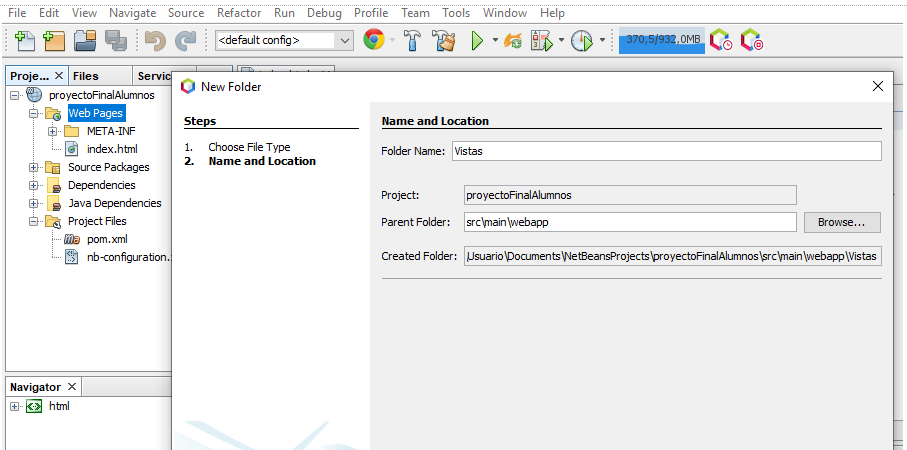 File Edit View Navigate Source Refactor Run Debug Profile Team Tools Window Help
<default config> 370,5/932,0MB
Proje... Files Servic
proyectoFinalAlumnos
Web Pages
META-INF
index.html
Source Packages
Dependencies
Java Dependencies
Project Files
pom.xml
nb-configuration.
Navigator
html
New Folder
Steps
1. Choose File Type
2. Name and Location
Name and Location
Folder Name: Vistas
Project: proyectoFinalAlumnos
Parent Folder: src\main\webapp Browse...
Created Folder: \Usuario\Documents\NetBeansProjects\proyectoFinalAlumnos\src\main\webapp\Vistas